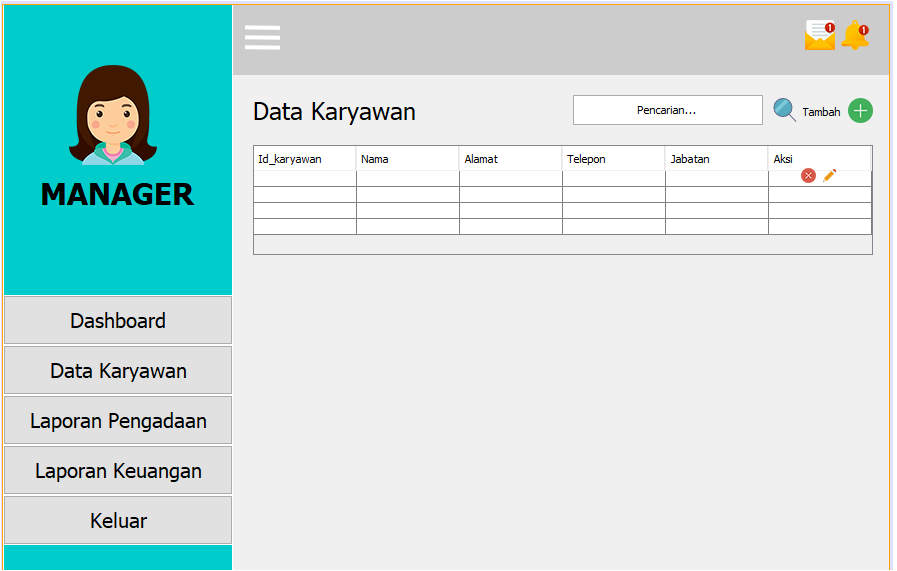 1
1
MANAGER
Dashboard
Data Karyawan
Laporan Pengadaan
Laporan Keuangan
Keluar
Data Karyawan
Pencarian...
Tambah
Id_karyawan Nama Alamat Telepon Jabatan Aksi